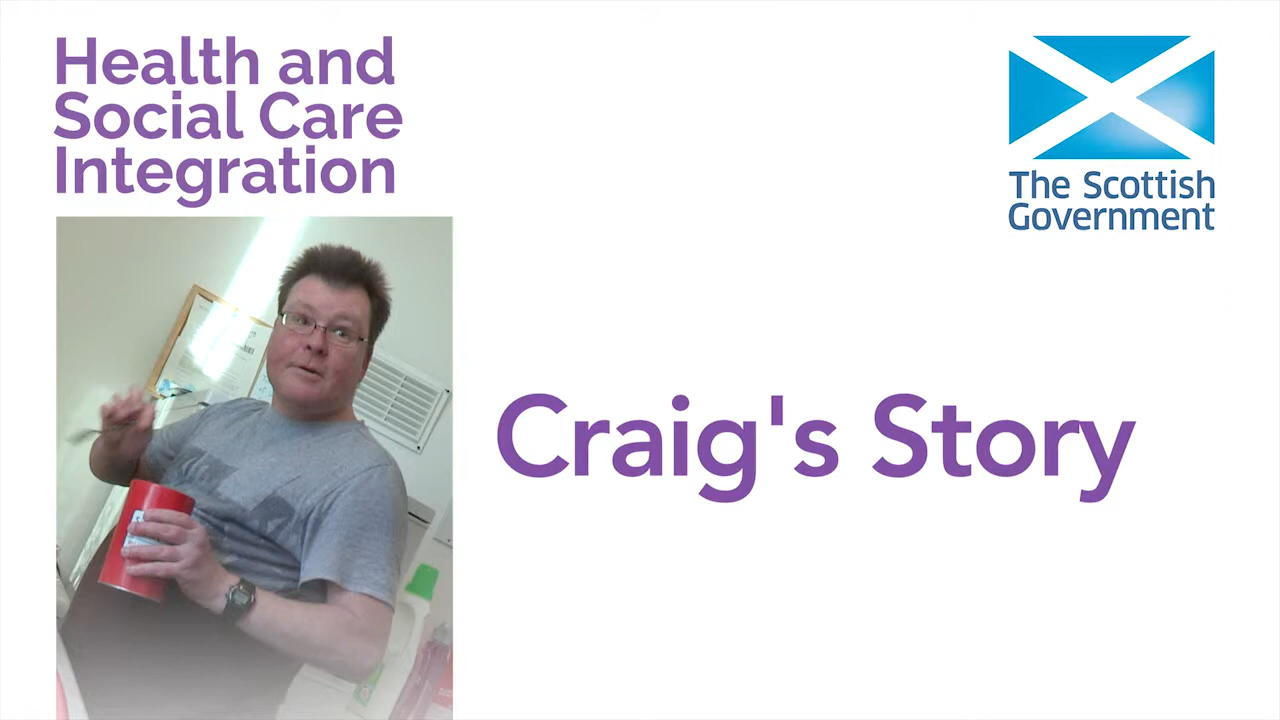 Health and
Social Care
Integration
The Scottish
Government
Craig's Story